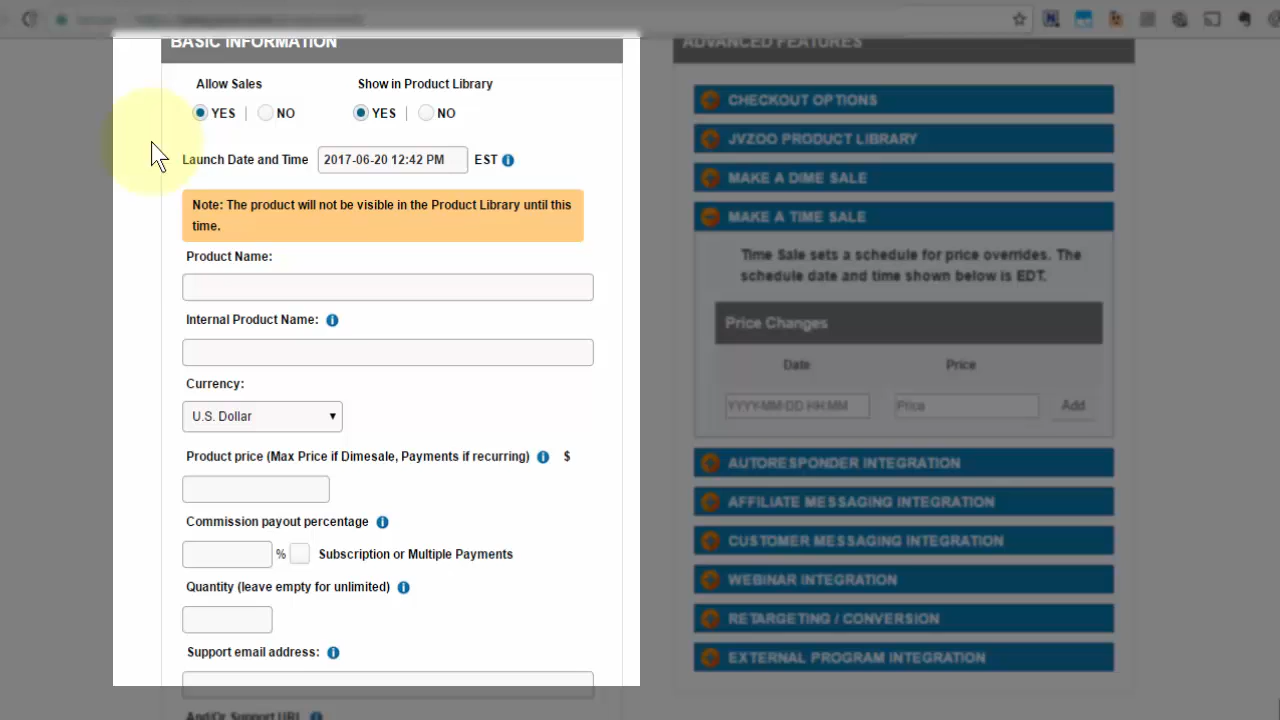 BASIC INFORMATION
Allow Sales
Show in Product Library
YES | NO
YES | NO
Launch Date and Time 2017-06-20 12:42 PM EST
Note: The product will not be visible in the Product Library until this
time.
Product Name:
Internal Product Name:
Currency:
U.S. Dollar
Product price (Max Price if Dimesale, Payments if recurring) $
Commission payout percentage
% Subscription or Multiple Payments
Quantity (leave empty for unlimited)
Support email address:
And/Or Support URL
ADVANCED FEATURES
CHECKOUT OPTIONS
JVZOO PRODUCT LIBRARY
MAKE A DIME SALE
MAKE A TIME SALE
Time Sale sets a schedule for price overrides. The
schedule date and time shown below is EDT.
Price Changes
Date Price
YYYY-MM-DD HH:MM Price Add
AUTORESPONDER INTEGRATION
AFFILIATE MESSAGING INTEGRATION
CUSTOMER MESSAGING INTEGRATION
WEBINAR INTEGRATION
RETARGETING / CONVERSION
EXTERNAL PROGRAM INTEGRATION